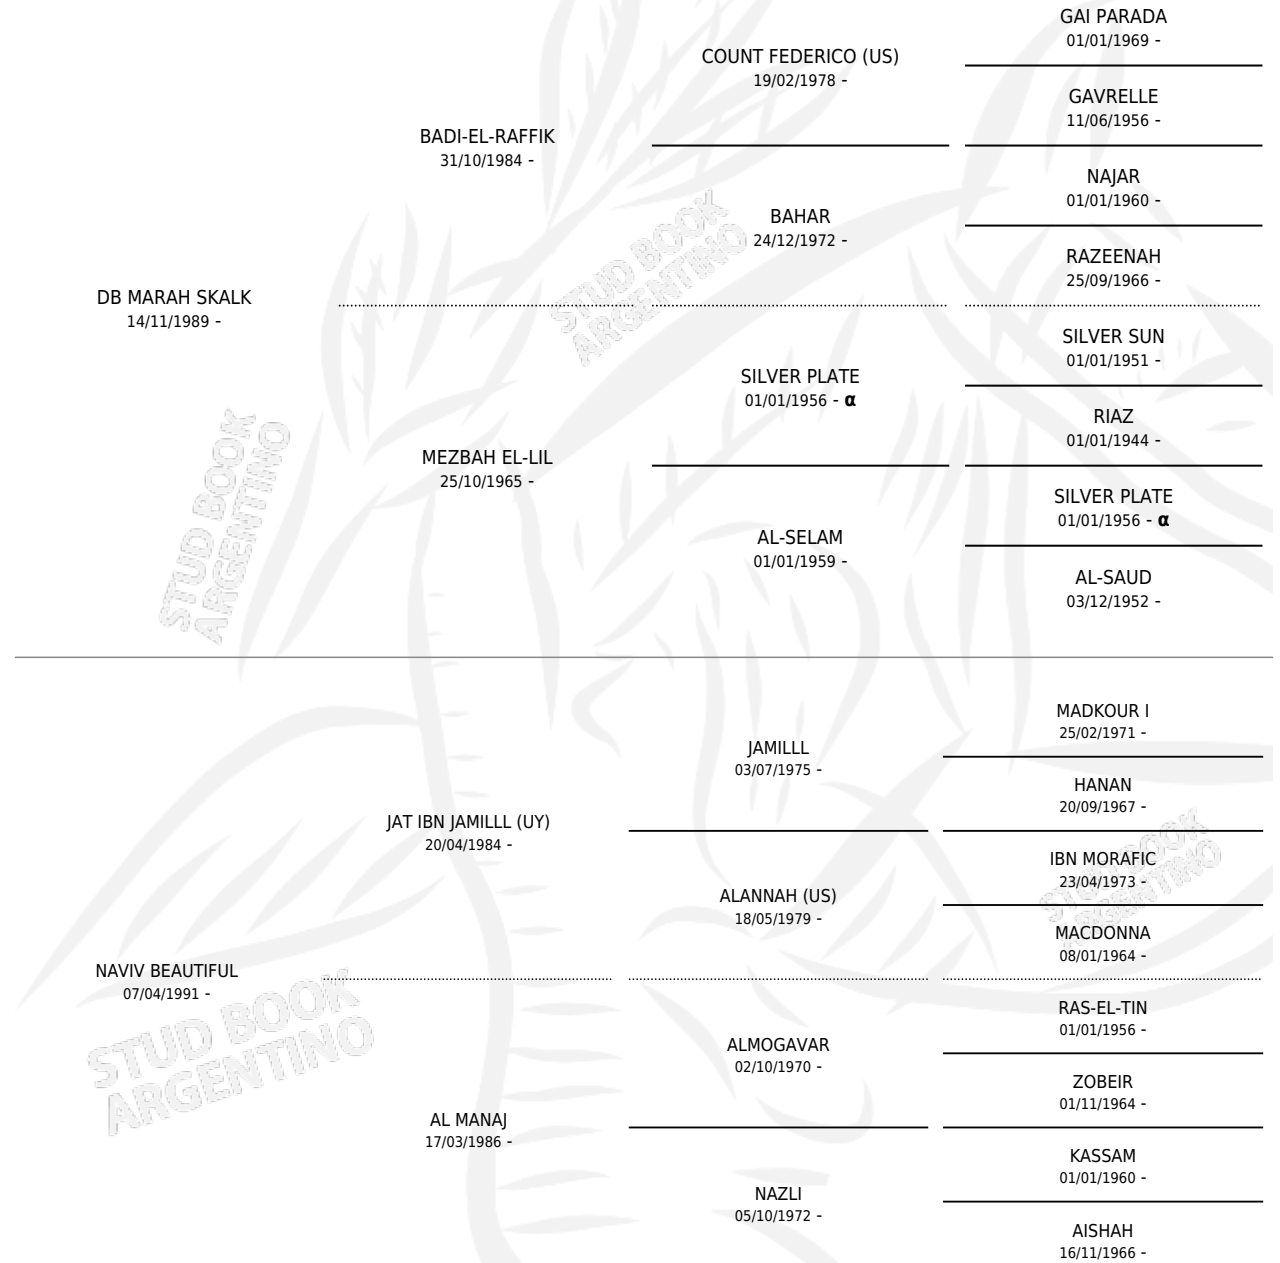 GAI PARADA
01/01/1969 -
COUNT FEDERICO (US)
19/02/1978 -
GAVRELLE
11/06/1956 -
BADI-EL-RAFFIK
31/10/1984 -
NAJAR
01/01/1960 -
BAHAR
24/12/1972 -
RAZEENAH
25/09/1966 -
DB MARAH SKALK
14/11/1989 -
SILVER SUN
01/01/1951 -
SILVER PLATE
01/01/1956 - α
RIAZ
01/01/1944 -
MEZBAH EL-LIL
25/10/1965 -
SILVER PLATE
01/01/1956 - α
AL-SELAM
01/01/1959 -
AL-SAUD
03/12/1952 -
STUD BOOK
ARGENTINO
STUD BOOK
ARGENTINO
MADKOUR I
25/02/1971 -
JAMILLL
03/07/1975 -
HANAN
20/09/1967 -
JAT IBN JAMILLL (UY)
20/04/1984 -
IBN MORAFIC
23/04/1973 -
ALANNAH (US)
18/05/1979 -
MACDONNA
08/01/1964 -
NAVIV BEAUTIFUL
07/04/1991 -
RAS-EL-TIN
01/01/1956 -
ALMOGAVAR
02/10/1970 -
ZOBEIR
01/11/1964 -
AL MANAJ
17/03/1986 -
KASSAM
01/01/1960 -
NAZLI
05/10/1972 -
AISHAH
16/11/1966 -
STUD BOOK
ARGENTINO
STUD BOOK
ARGENTINO